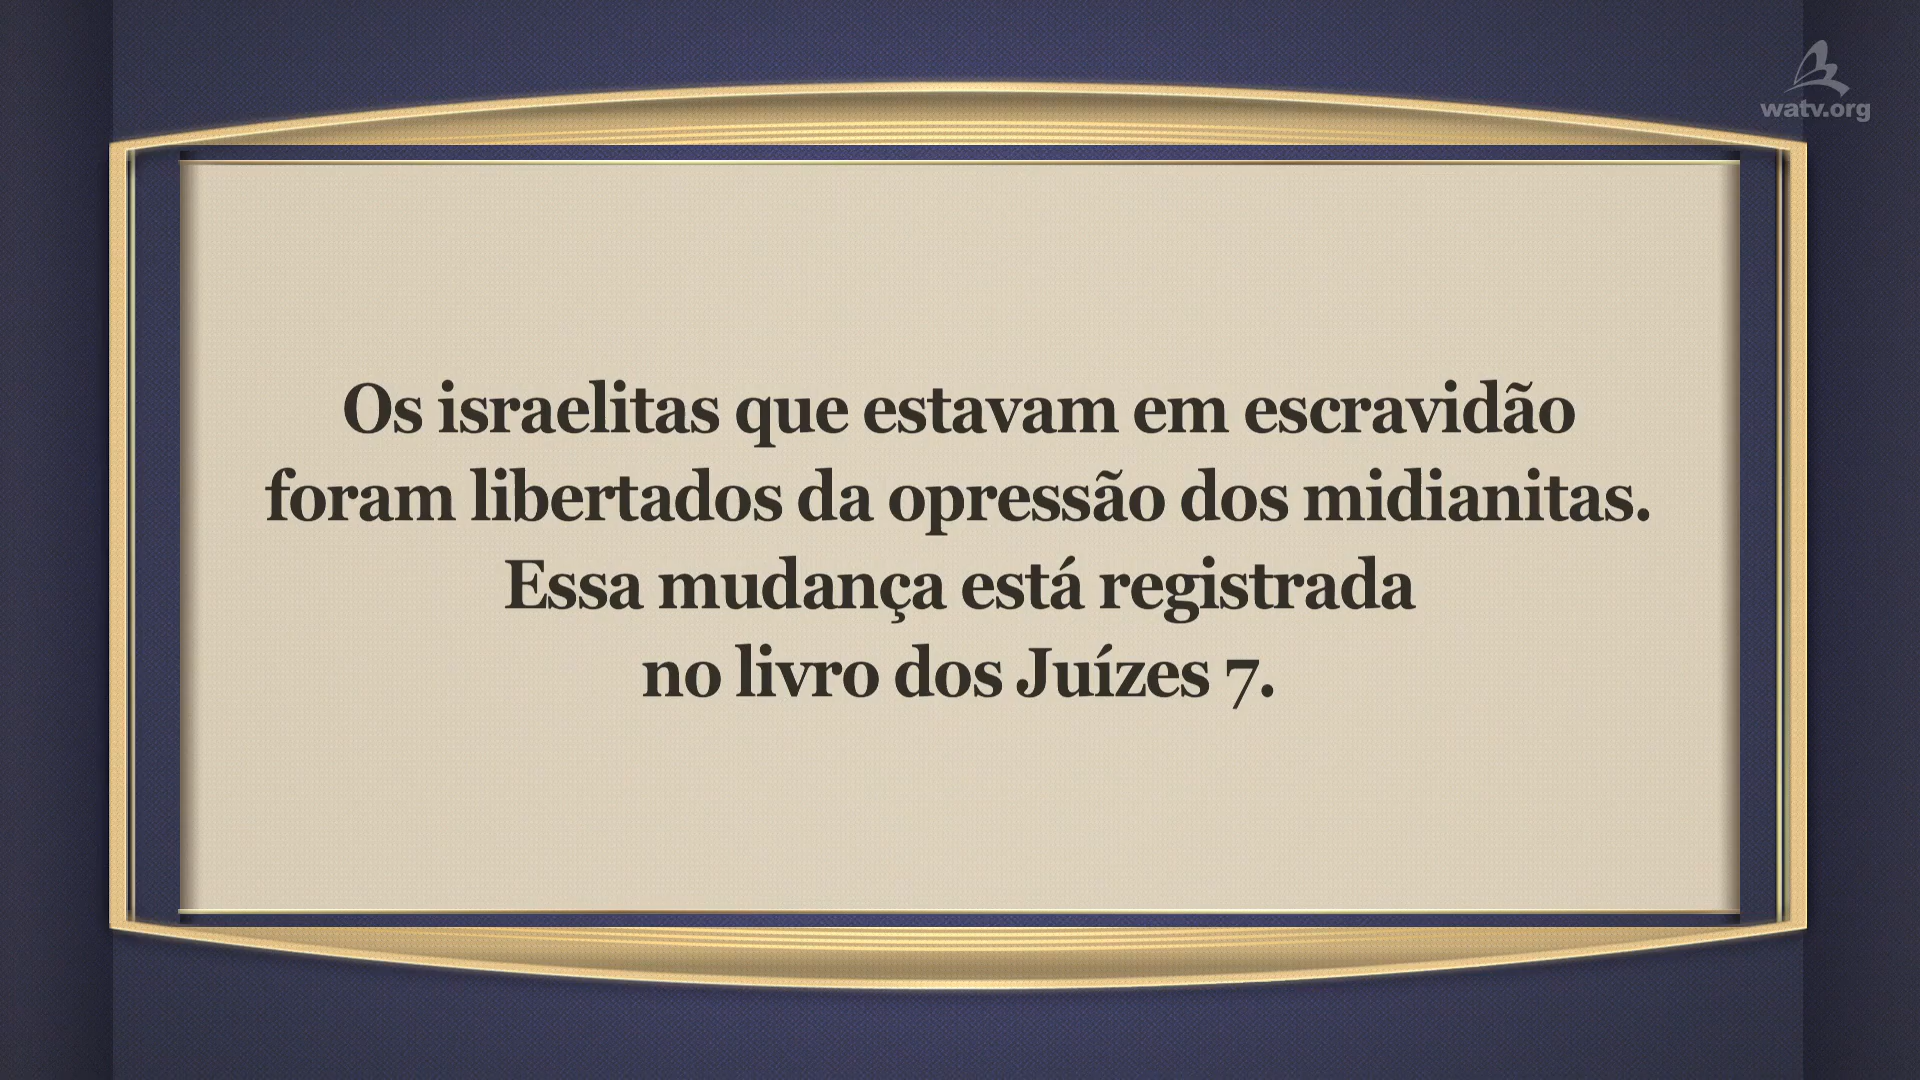 watv.org
Os israelitas que estavam em escravidão
foram libertados da opressão dos midianitas.
Essa mudança está registrada
no livro dos Juízes 7.